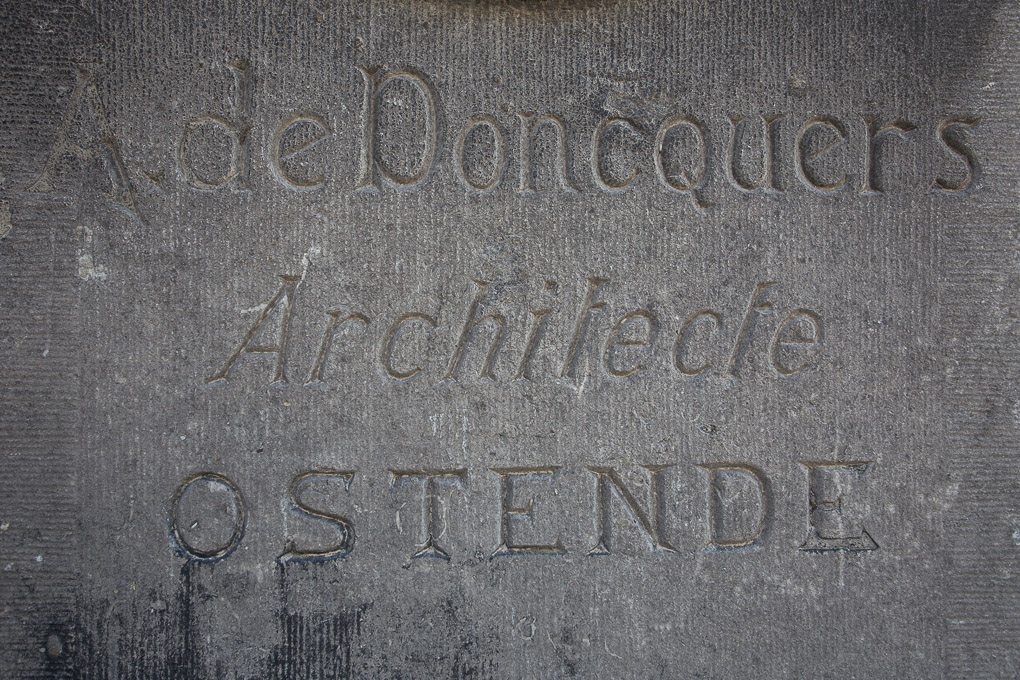 A. de Doncquers
Architecte
OSTENDE